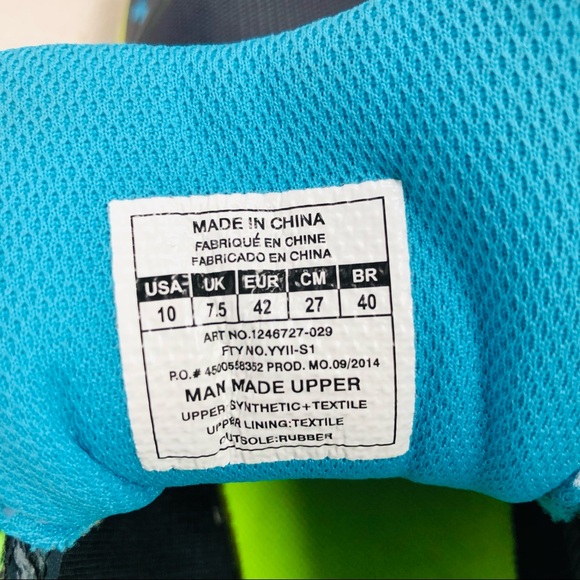 MADE IN CHINA
FABRIQUÉ EN CHINE
FABRICADO EN CHINA
USA UK EUR CM BR
10 7.5 42 27 40
ART NO.1246727-029
FTY NO.YYII-S1
P.O.# 4500558352 PROD. MO.09/2014
MAN MADE UPPER
UPPER SYNTHETIC+TEXTILE
UPPER LINING:TEXTILE
OUTSOLE:RUBBER